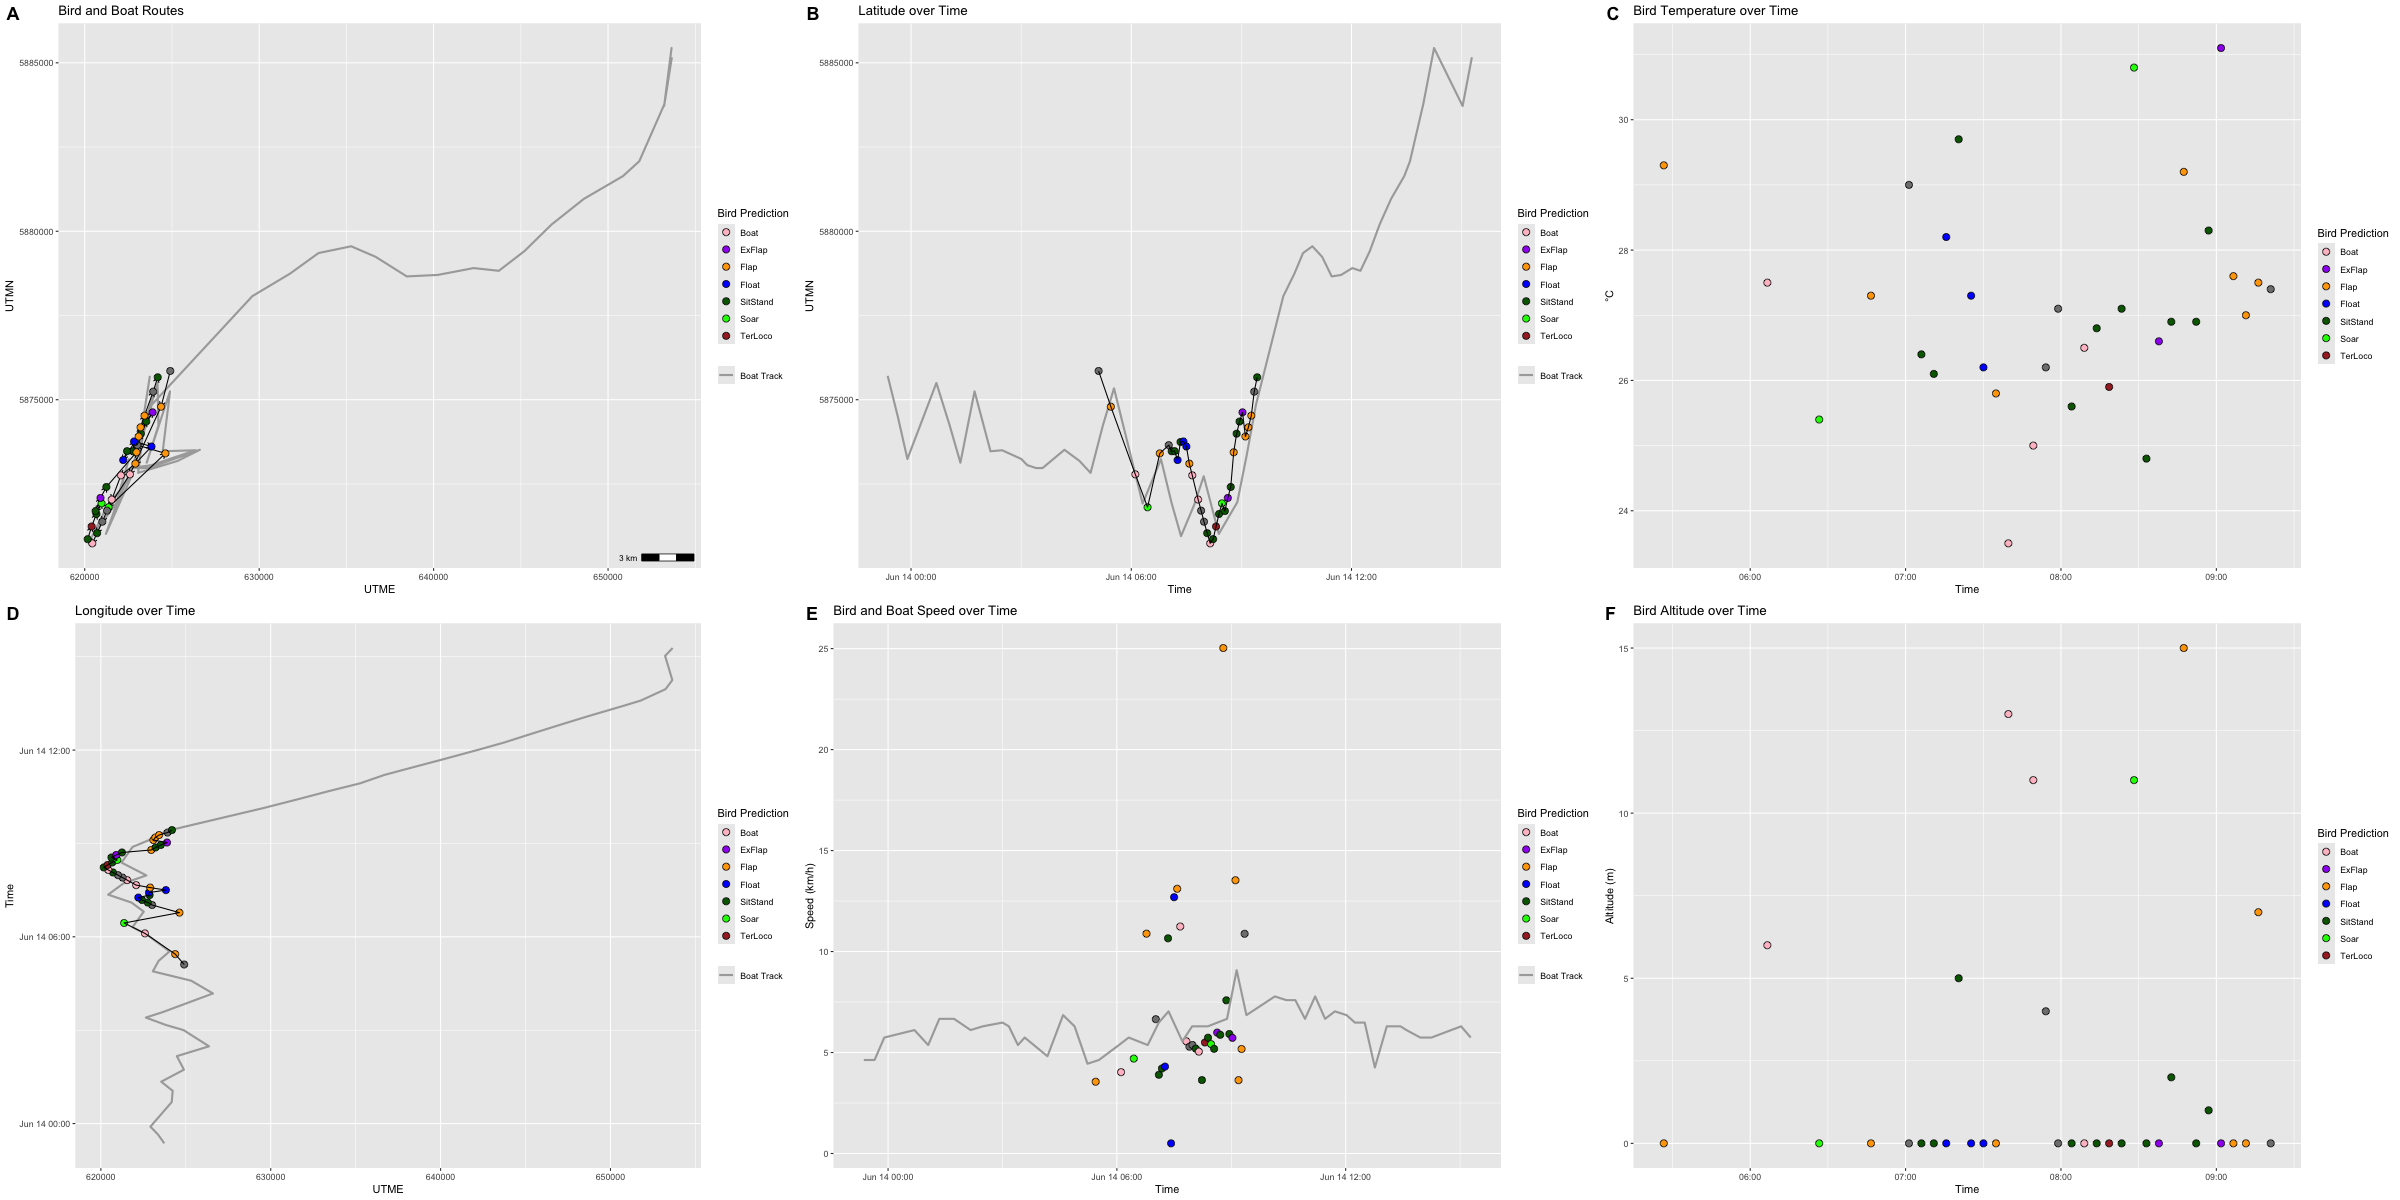 A
Bird and Boat Routes
5885000
5880000
5875000
UTMN
620000
630000
640000
650000
UTME
3 km
Bird Prediction
Boat
ExFlap
Flap
Float
SitStand
Soar
TerLoco
Boat Track
B
Latitude over Time
5885000
5880000
5875000
UTMN
Jun 14 00:00
Jun 14 06:00
Jun 14 12:00
Time
Bird Prediction
Boat
ExFlap
Flap
Float
SitStand
Soar
TerLoco
Boat Track
C
Bird Temperature over Time
30
28
26
24
°C
06:00
07:00
08:00
09:00
Time
Bird Prediction
Boat
ExFlap
Flap
Float
SitStand
Soar
TerLoco
D
Longitude over Time
Jun 14 12:00
Jun 14 06:00
Jun 14 00:00
Time
620000
630000
640000
650000
UTME
Bird Prediction
Boat
ExFlap
Flap
Float
SitStand
Soar
TerLoco
Boat Track
E
Bird and Boat Speed over Time
25
20
15
10
5
0
Speed (km/h)
Jun 14 00:00
Jun 14 06:00
Jun 14 12:00
Time
Bird Prediction
Boat
ExFlap
Flap
Float
SitStand
Soar
TerLoco
Boat Track
F
Bird Altitude over Time
15
10
5
0
Altitude (m)
06:00
07:00
08:00
09:00
Time
Bird Prediction
Boat
ExFlap
Flap
Float
SitStand
Soar
TerLoco